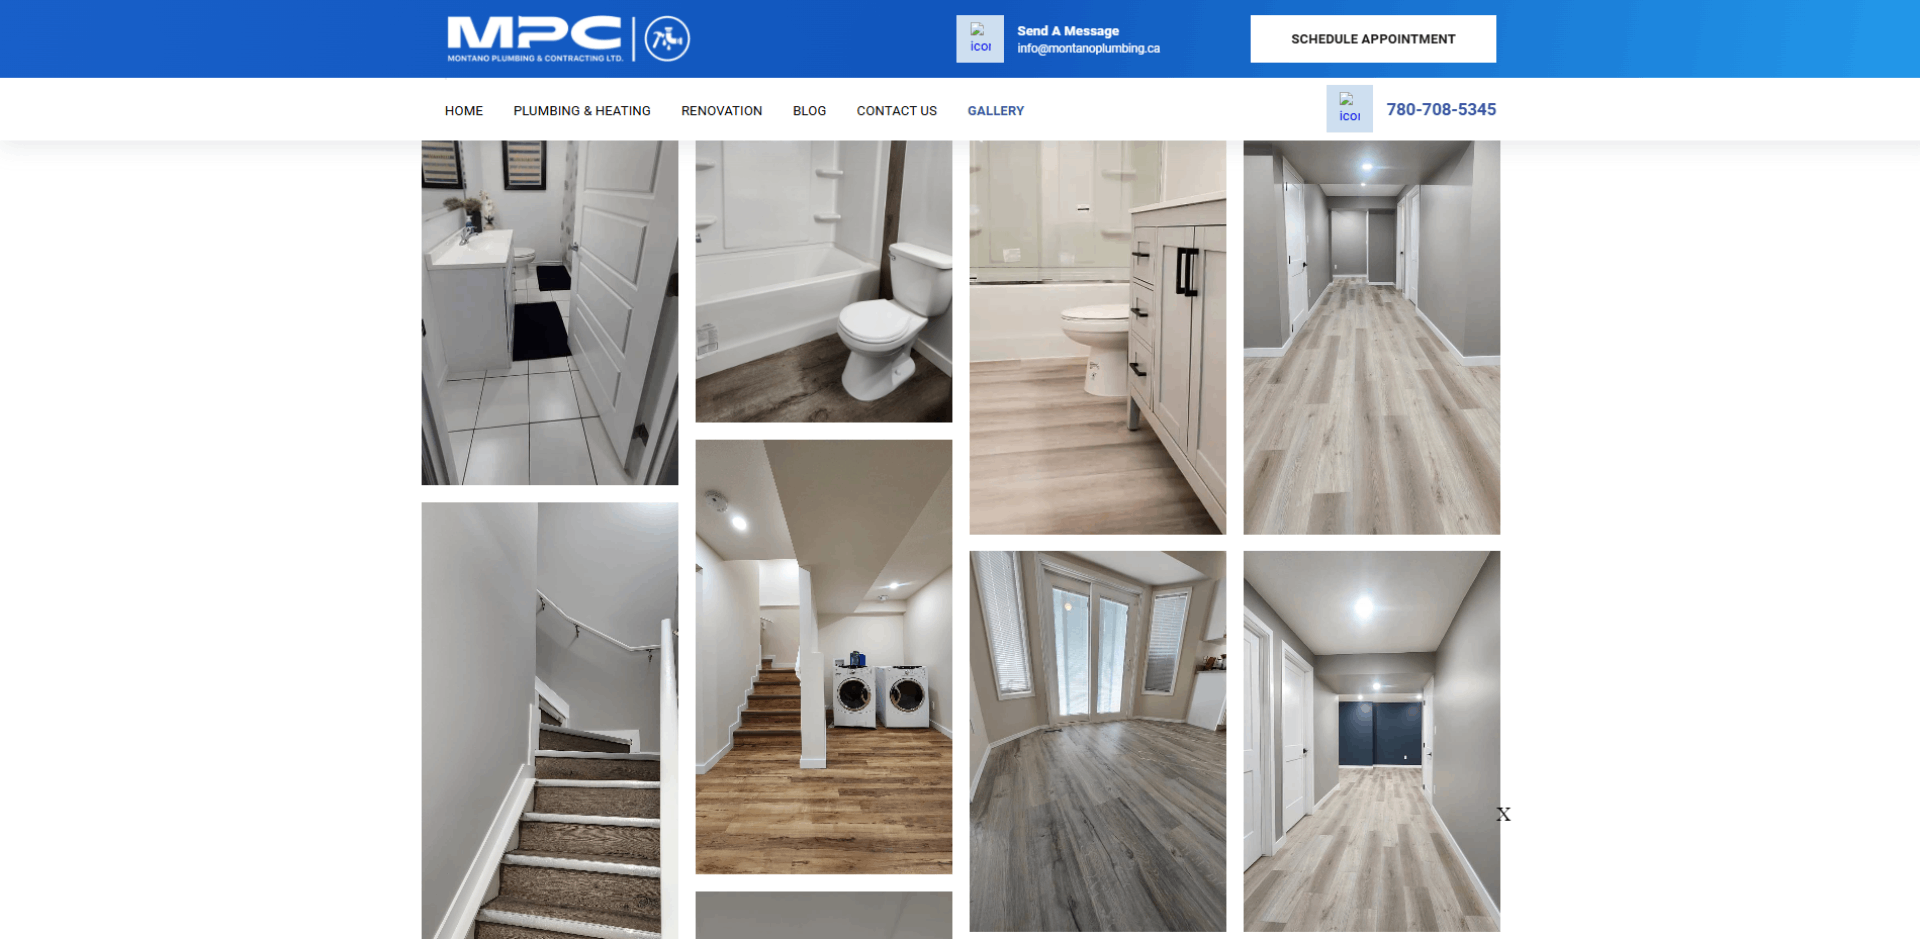 MPC
MONTANO PLUMBING & CONTRACTING LTD.
icon
Send A Message
info@montanoplumbing.ca
SCHEDULE APPOINTMENT
HOME
PLUMBING & HEATING
RENOVATION
BLOG
CONTACT US
GALLERY
icon
780-708-5345
X